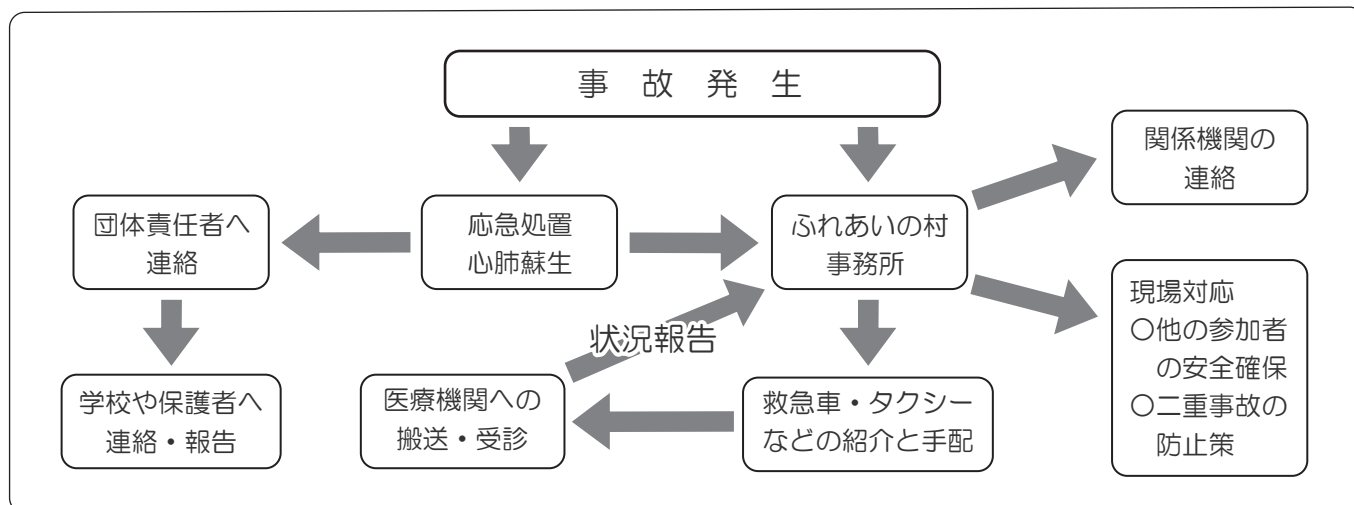 事故発生
関係機関の
連絡
団体責任者へ
連絡
応急処置
心肺蘇生
ふれあいの村
事務所
現場対応
〇他の参加者
の安全確保
〇二重事故の
防止策
状況報告
学校や保護者へ
連絡・報告
医療機関への
搬送・受診
救急車・タクシー
などの紹介と手配